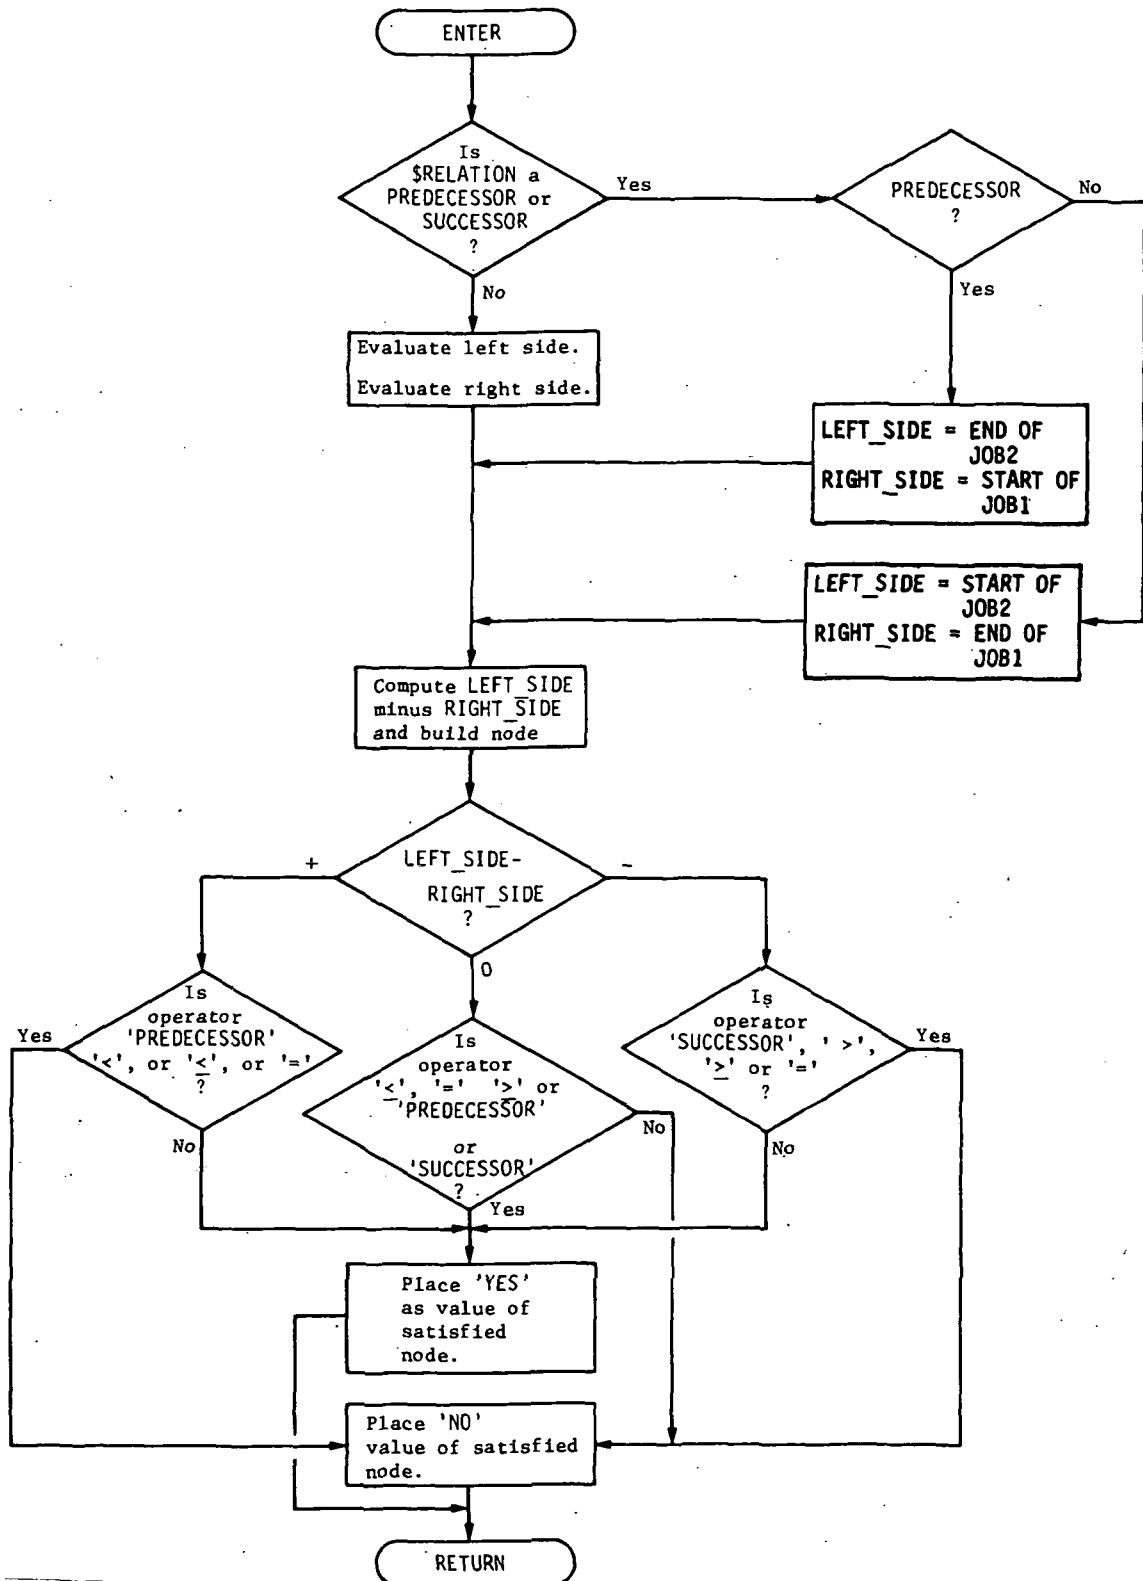 ENTER
Is
$RELATION a
PREDECESSOR or
SUCCESSOR
?
Yes
No
PREDECESSOR
?
No
Yes
Evaluate left side.
Evaluate right side.
LEFT_SIDE = END OF
JOB2
RIGHT_SIDE = START OF
JOB1
LEFT_SIDE = START OF
JOB2
RIGHT_SIDE = END OF
JOB1
Compute LEFT_SIDE
minus RIGHT_SIDE
and build node
LEFT_SIDE-
RIGHT_SIDE
?
+
-
0
Is
operator
'PREDECESSOR'
'<', or '≤', or '='
?
Yes
No
Is
operator
'≤', '=' '≥' or
'PREDECESSOR'
or
'SUCCESSOR'
?
No
Yes
Is
operator
'SUCCESSOR', ' >',
'≥' or '='
?
Yes
No
Place 'YES'
as value of
satisfied
node.
Place 'NO'
value of satisfied
node.
RETURN